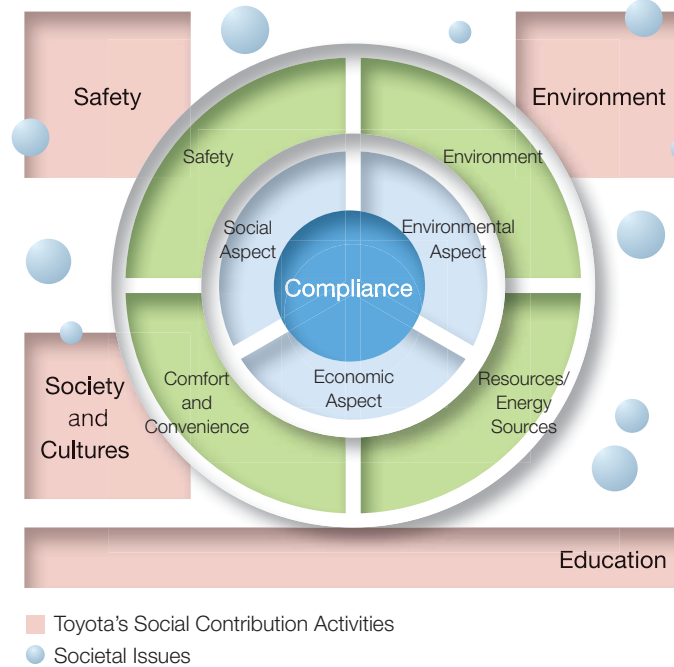 Safety
Environment
Safety
Environment
Social
Aspect
Environmental
Aspect
Compliance
Economic
Aspect
Society
and
Cultures
Comfort
and
Convenience
Resources/
Energy
Sources
Education
Toyota’s Social Contribution Activities
Societal Issues